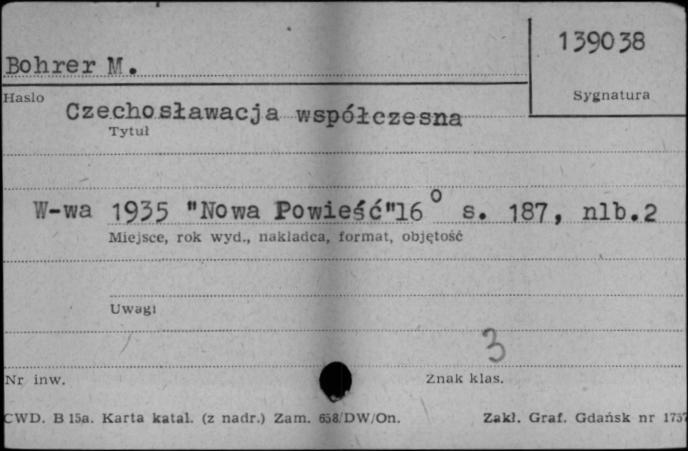 139038
Bohrer M.
Hasło
Sygnatura
Czechosławacja współczesna
Tytuł
W-wa 1935 "Nowa Powieść" 16° s. 187, nlb.2
Miejsce, rok wyd., nakładca, format, objętość
Uwagi
3
Nr inw.
Znak klas.
CWD. B 15a. Karta katal. (z nadr.) Zam. 658/DW/On. Zakł. Graf. Gdańsk nr 1757